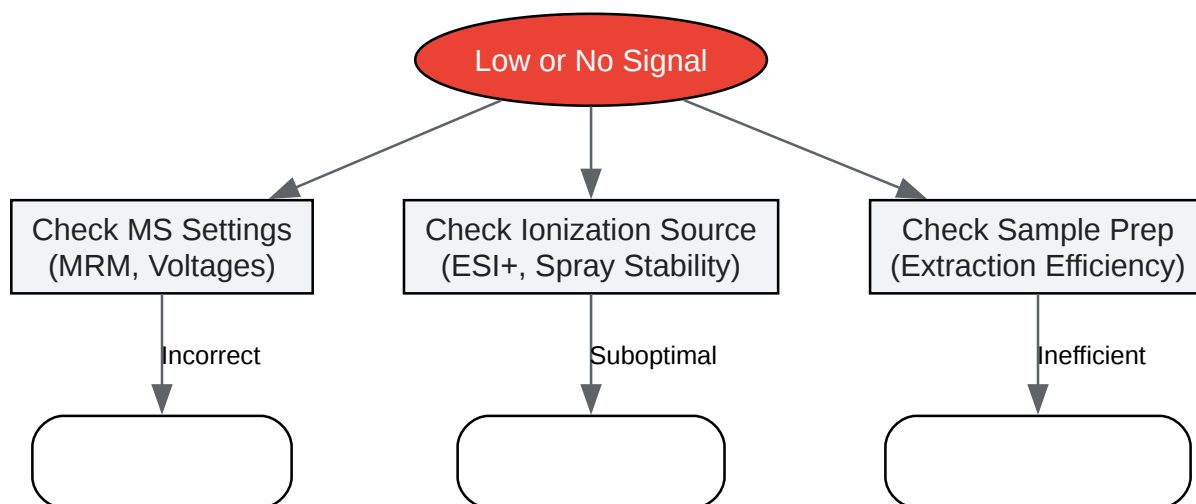 Low or No Signal
Check MS Settings
(MRM, Voltages)
Check Ionization Source
(ESI+, Spray Stability)
Check Sample Prep
(Extraction Efficiency)
Incorrect
Suboptimal
Inefficient